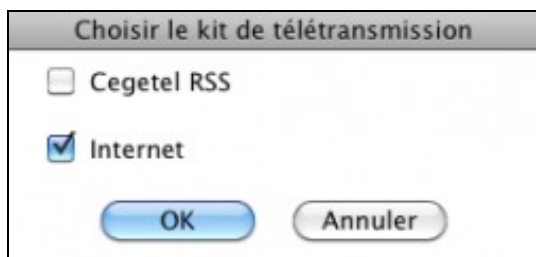 Choisir le kit de télétransmission
Cegetel RSS
Internet
OK Annuler